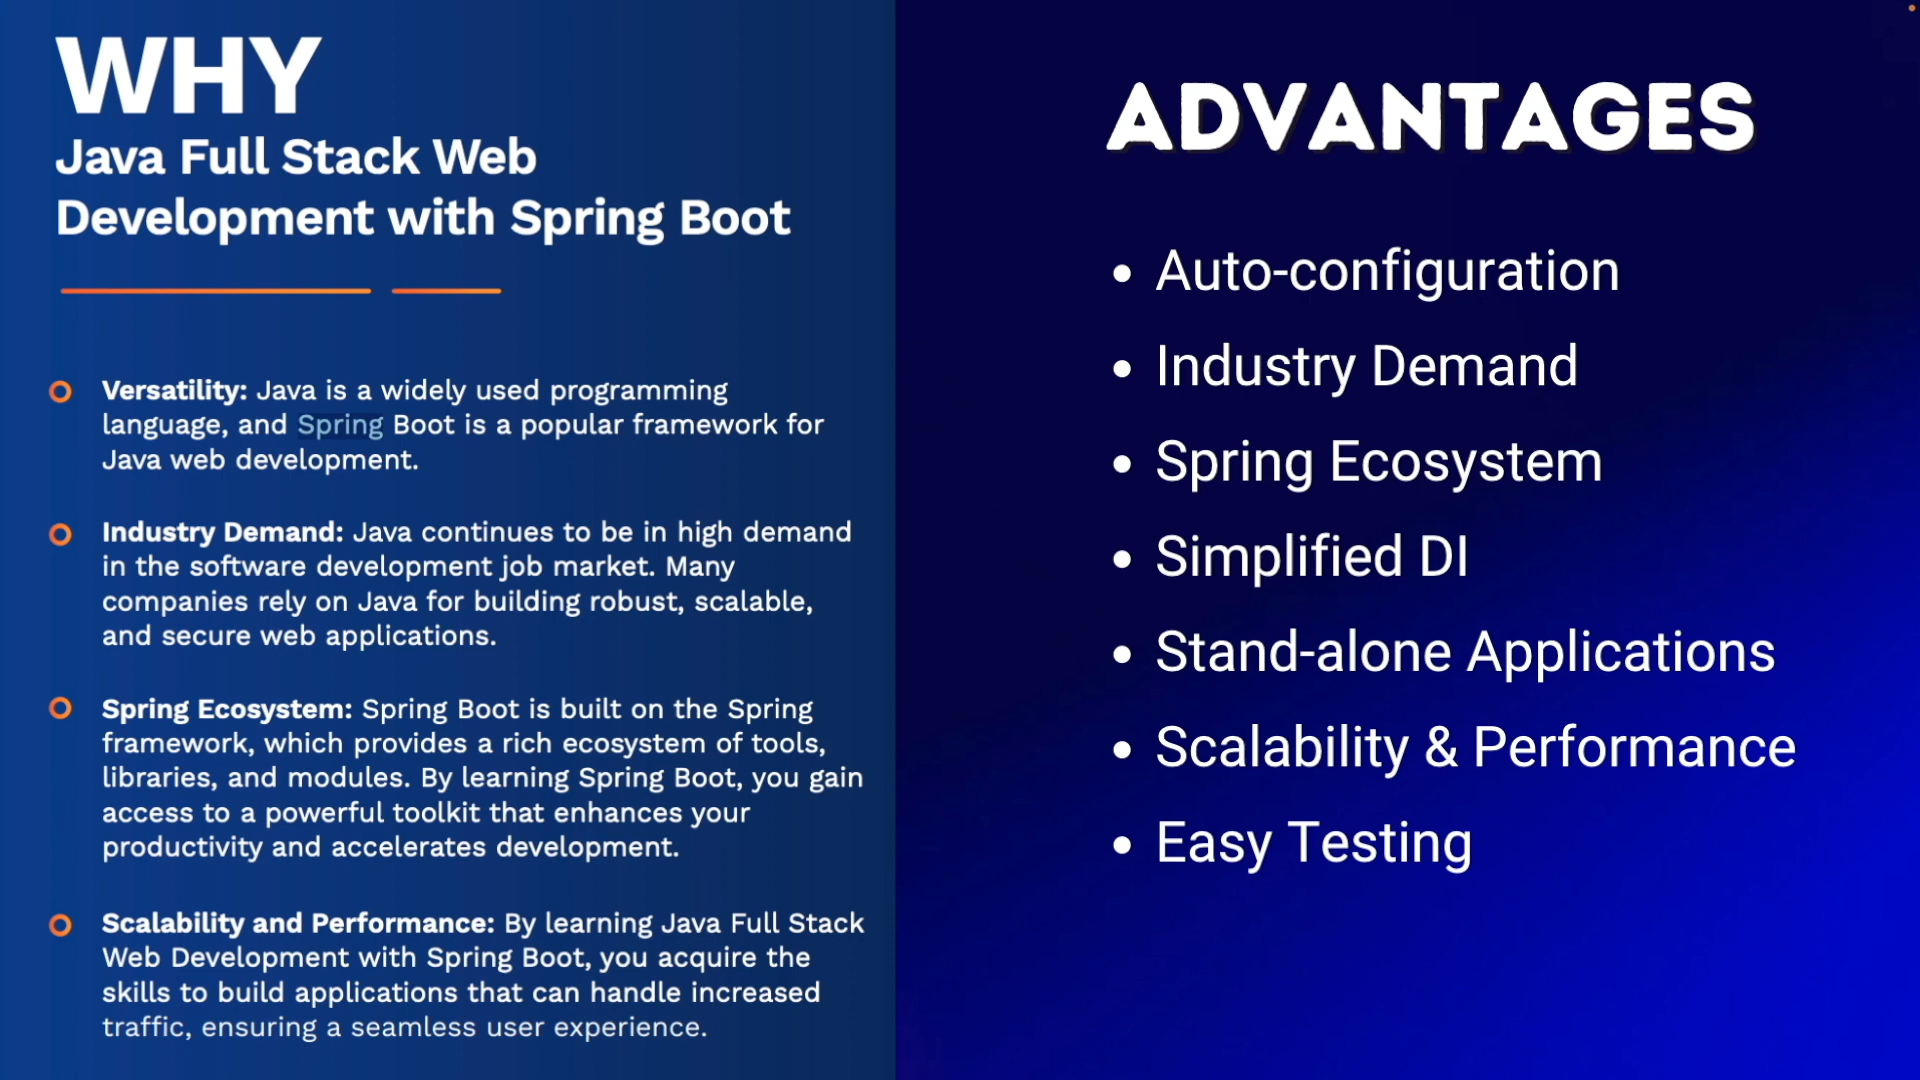 WHY
Java Full Stack Web
Development with Spring Boot
Versatility: Java is a widely used programming
language, and Spring Boot is a popular framework for
Java web development.
Industry Demand: Java continues to be in high demand
in the software development job market. Many
companies rely on Java for building robust, scalable,
and secure web applications.
Spring Ecosystem: Spring Boot is built on the Spring
framework, which provides a rich ecosystem of tools,
libraries, and modules. By learning Spring Boot, you gain
access to a powerful toolkit that enhances your
productivity and accelerates development.
Scalability and Performance: By learning Java Full Stack
Web Development with Spring Boot, you acquire the
skills to build applications that can handle increased
traffic, ensuring a seamless user experience.
ADVANTAGES
• Auto-configuration
• Industry Demand
• Spring Ecosystem
• Simplified DI
• Stand-alone Applications
• Scalability & Performance
• Easy Testing